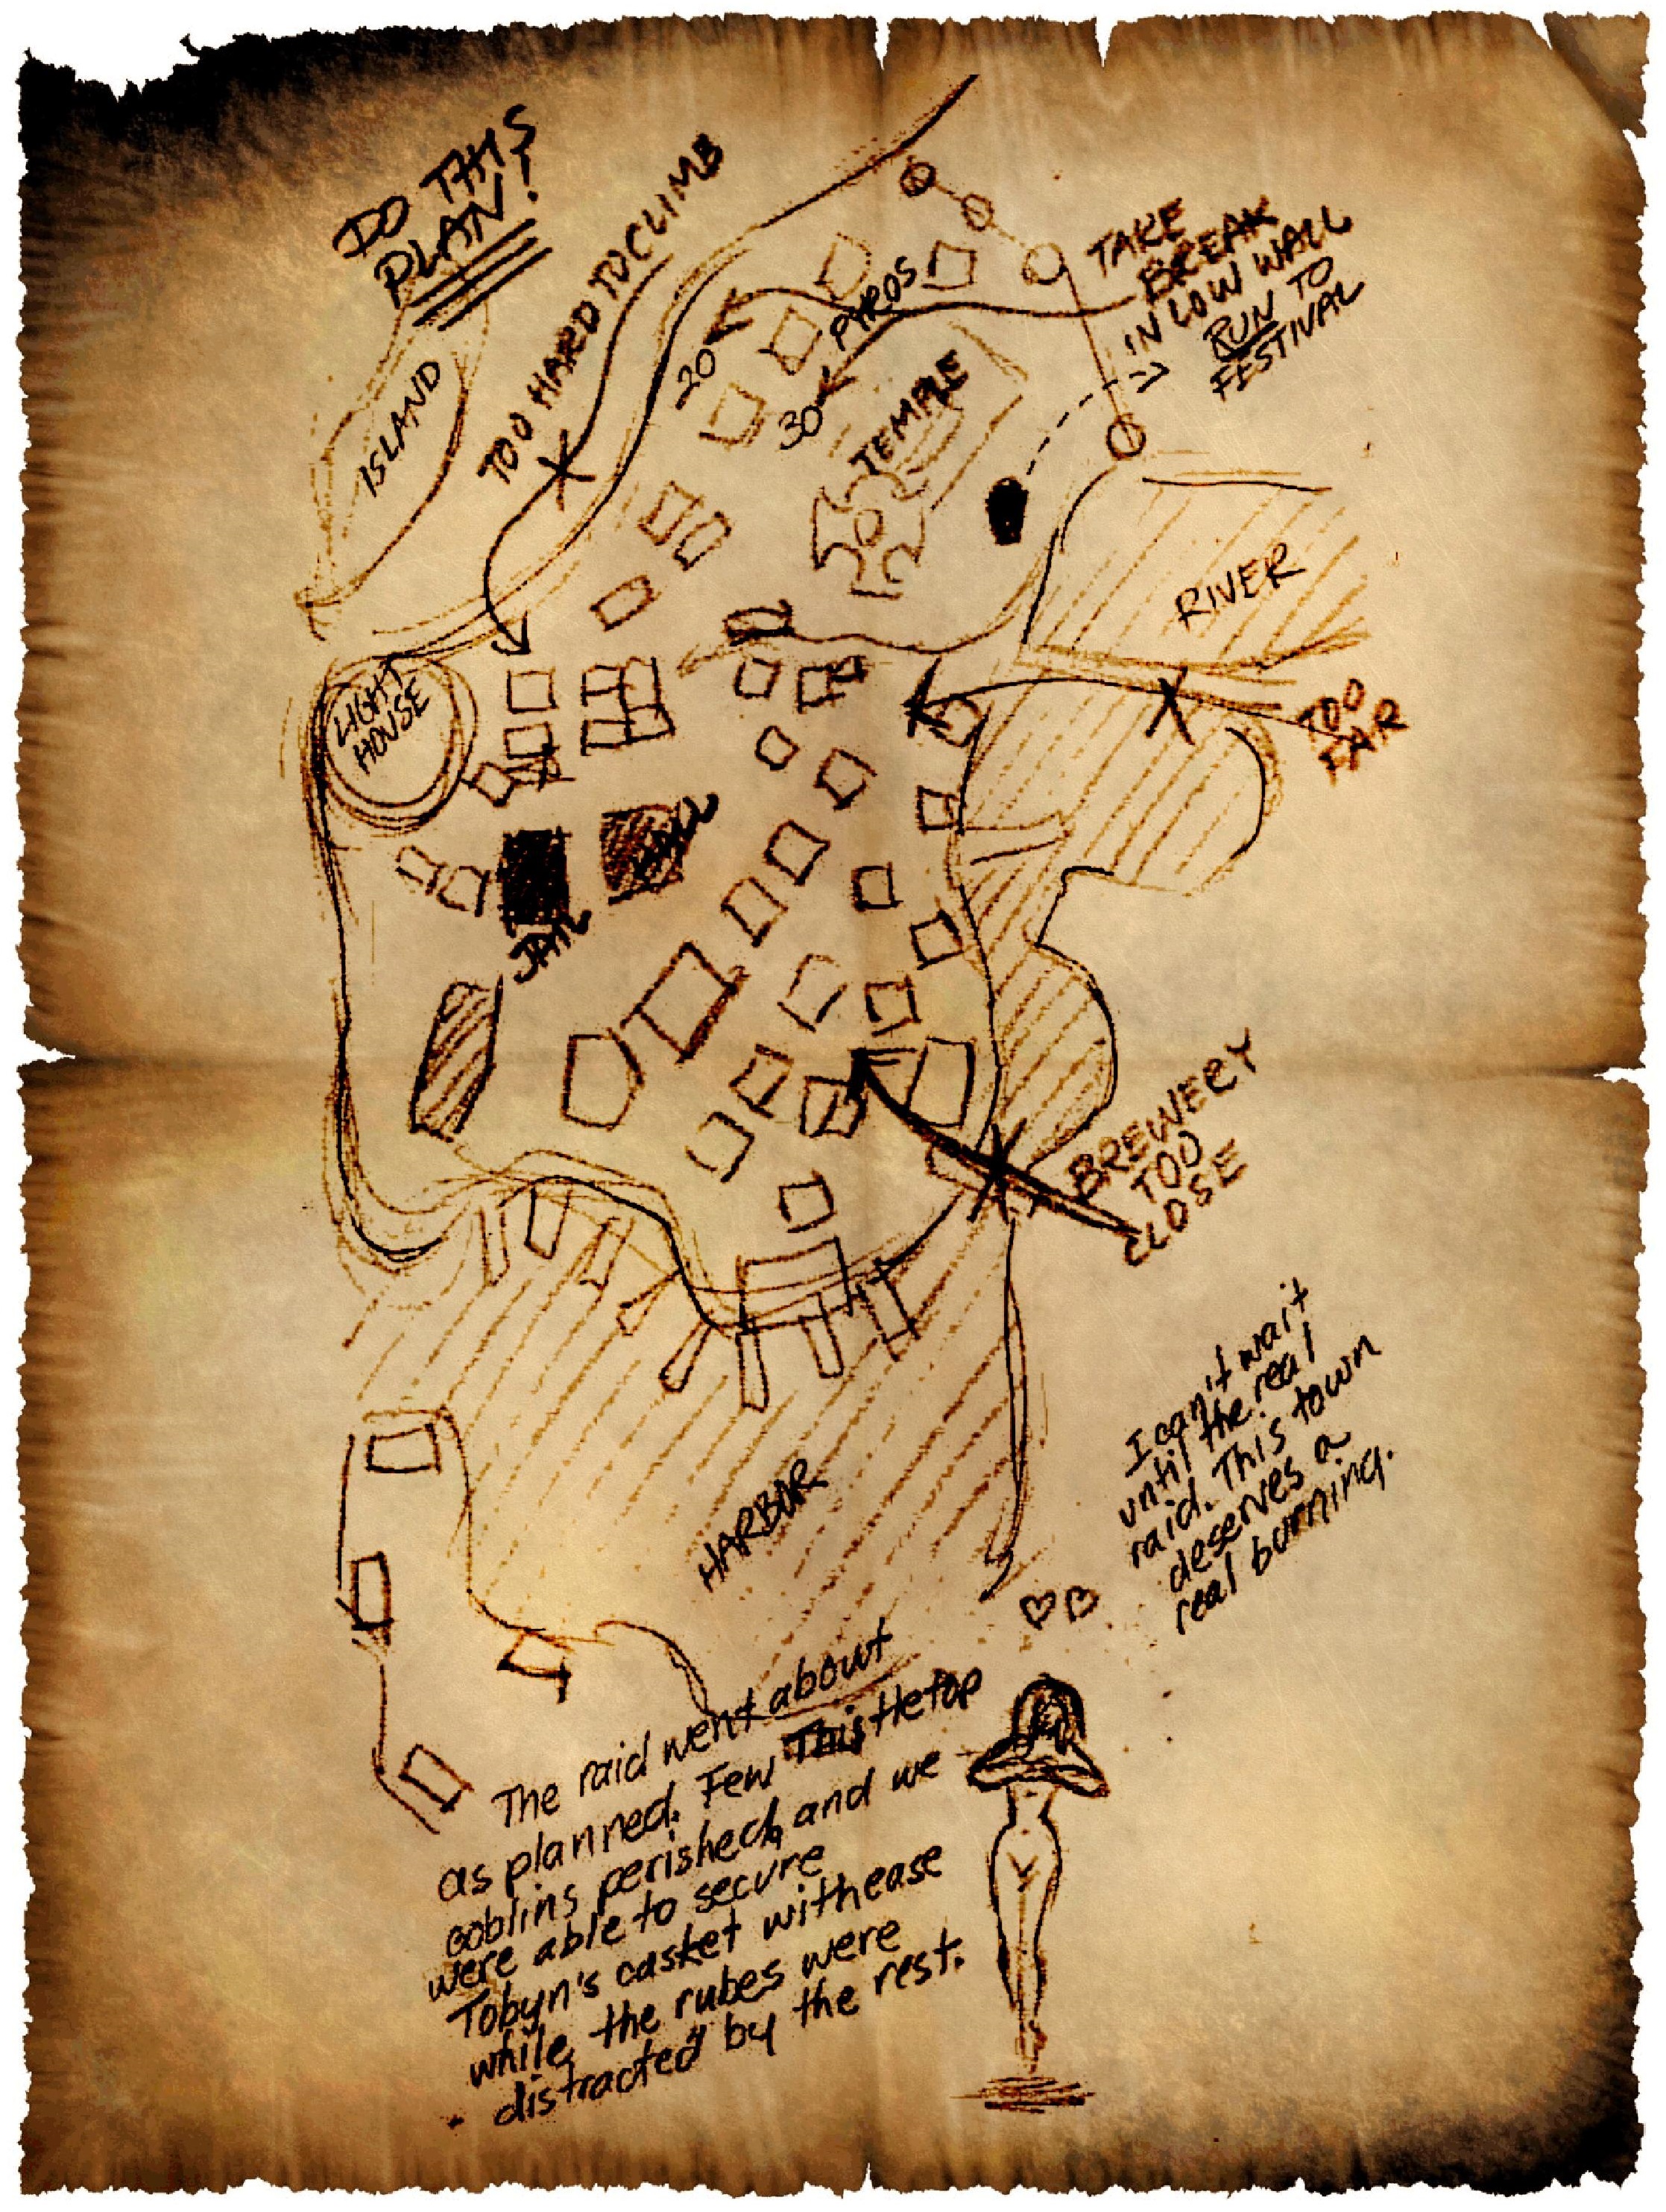 DO THIS
PLAN!
TOO HARD TO CLIMB
ISLAND
20
PYROS
30
TEMPLE
TAKE
BREAK
IN LOW WALL
RUN TO
FESTIVAL
RIVER
TOO
FAR
LIGHT
HOUSE
HALL
JAIL
BREWERY
TOO
CLOSE
HARBOR
I can't wait
until the real
raid. This town
deserves a
real burning.
The raid went about
as planned. Few Thistletop
goblins perished, and we
were able to secure
Tobyn's casket with ease
while the rubes were
distracted by the rest.